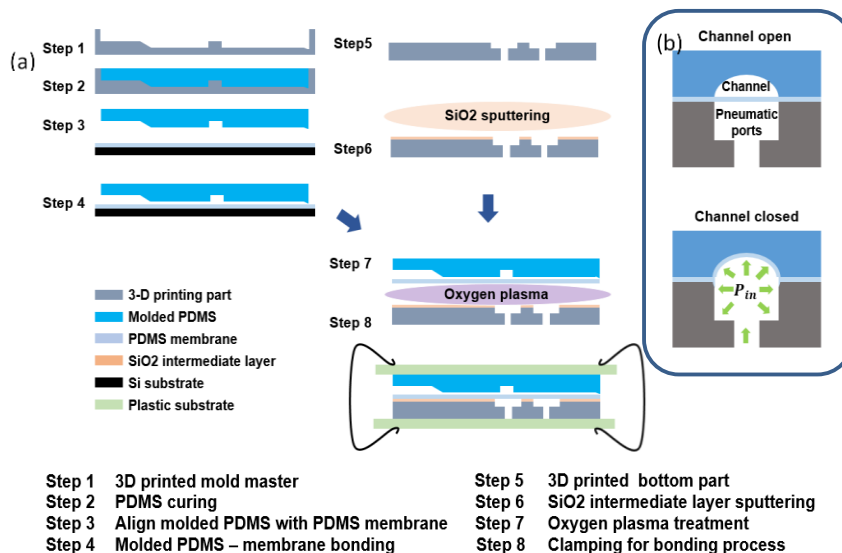 (a)
Step 1
Step 2
Step 3
Step 4
Step5
SiO2 sputtering
Step6
Step 7
Oxygen plasma
Step 8
3-D printing part
Molded PDMS
PDMS membrane
SiO2 intermediate layer
Si substrate
Plastic substrate
(b)
Channel open
Channel
Pneumatic
ports
Channel closed
P_in
Step 1 3D printed mold master
Step 2 PDMS curing
Step 3 Align molded PDMS with PDMS membrane
Step 4 Molded PDMS – membrane bonding
Step 5 3D printed bottom part
Step 6 SiO2 intermediate layer sputtering
Step 7 Oxygen plasma treatment
Step 8 Clamping for bonding process